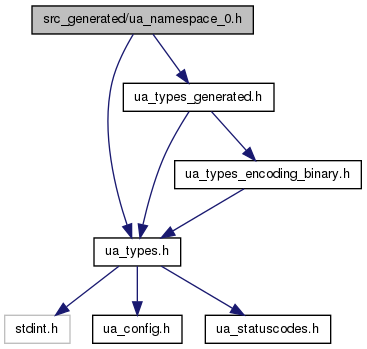 src_generated/ua_namespace_0.h
ua_types_generated.h
ua_types_encoding_binary.h
ua_types.h
stdint.h
ua_config.h
ua_statuscodes.h